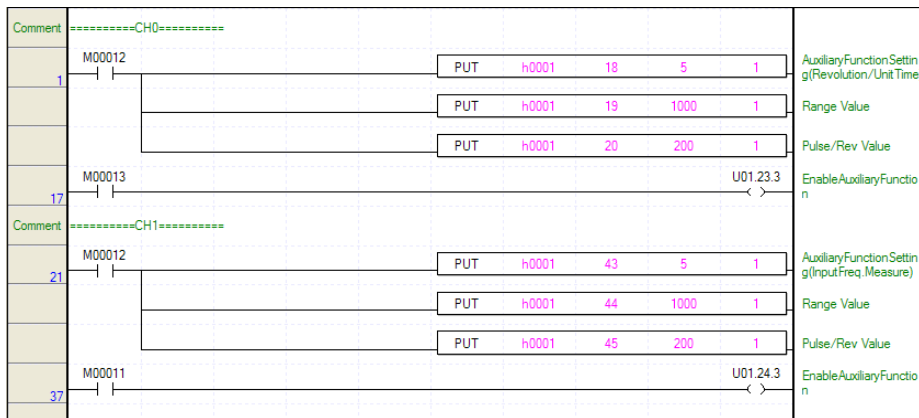 Comment ==========CH0==========
M00012
1 PUT h0001 18 5 1 AuxiliaryFunctionSettin
g(Revolution/UnitTime
PUT h0001 19 1000 1 Range Value
PUT h0001 20 200 1 Pulse/Rev Value
M00013 U01.23.3
17 EnableAuxiliaryFunctio
n
Comment ==========CH1==========
M00012
21 PUT h0001 43 5 1 AuxiliaryFunctionSettin
g(InputFreq.Measure)
PUT h0001 44 1000 1 Range Value
PUT h0001 45 200 1 Pulse/Rev Value
M00011 U01.24.3
37 EnableAuxiliaryFunctio
n